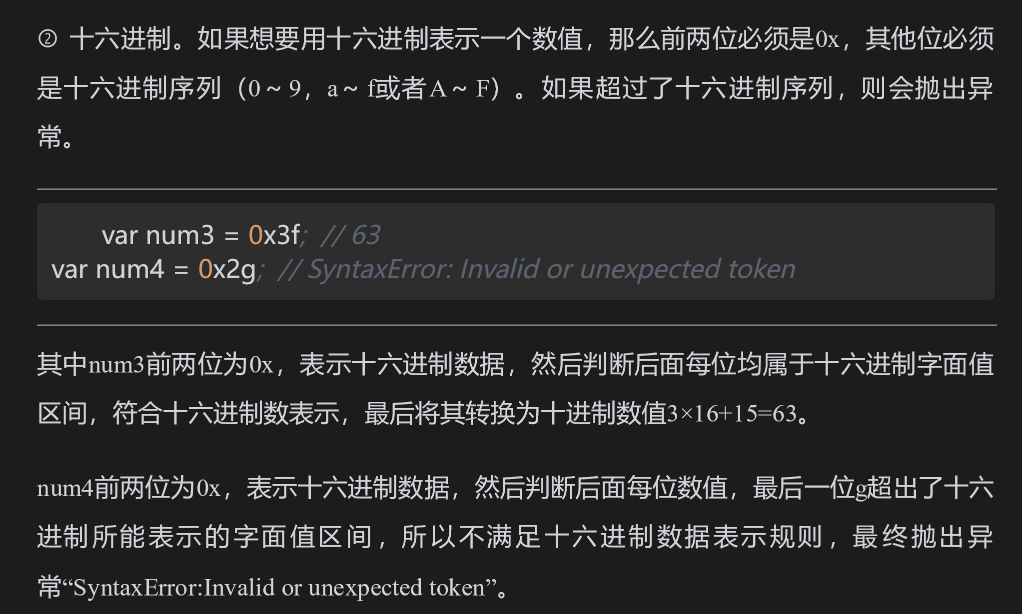 ② 十六进制。如果想要用十六进制表示一个数值，那么前两位必须是0x，其他位必须
是十六进制序列（0～9，a～f或者A～F）。如果超过了十六进制序列，则会抛出异
常。
var num3 = 0x3f; // 63
var num4 = 0x2g; // SyntaxError: Invalid or unexpected token
其中num3前两位为0x，表示十六进制数据，然后判断后面每位均属于十六进制字面值
区间，符合十六进制数表示，最后将其转换为十进制数值3×16+15=63。
num4前两位为0x，表示十六进制数据，然后判断后面每位数值，最后一位g超出了十六
进制所能表示的字面值区间，所以不满足十六进制数据表示规则，最终抛出异
常“SyntaxError:Invalid or unexpected token”。